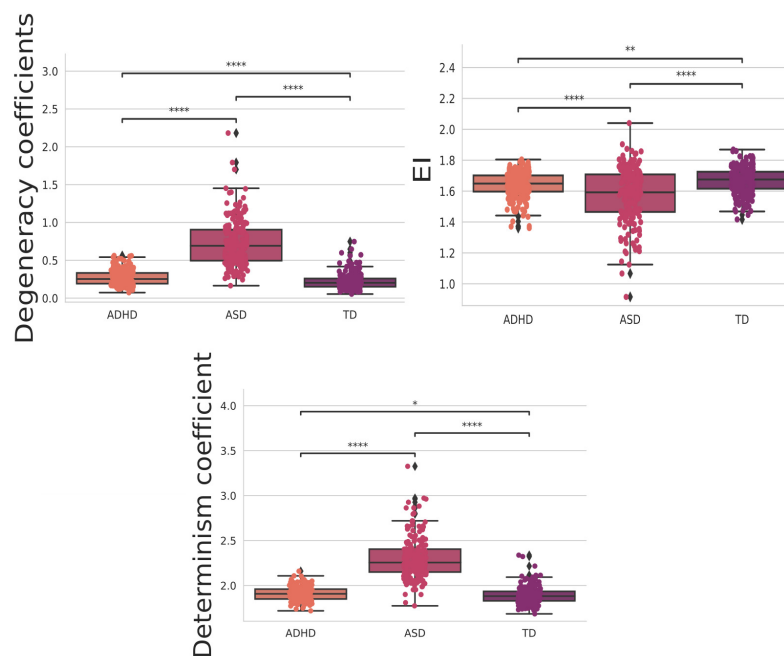 Degeneracy coefficients
3.0
2.5
2.0
1.5
1.0
0.5
0.0
****
****
****
ADHD
ASD
TD
EI
2.4
2.2
2.0
1.8
1.6
1.4
1.2
1.0
**
****
****
ADHD
ASD
TD
Determinism coefficient
4.0
3.5
3.0
2.5
2.0
*
****
****
ADHD
ASD
TD